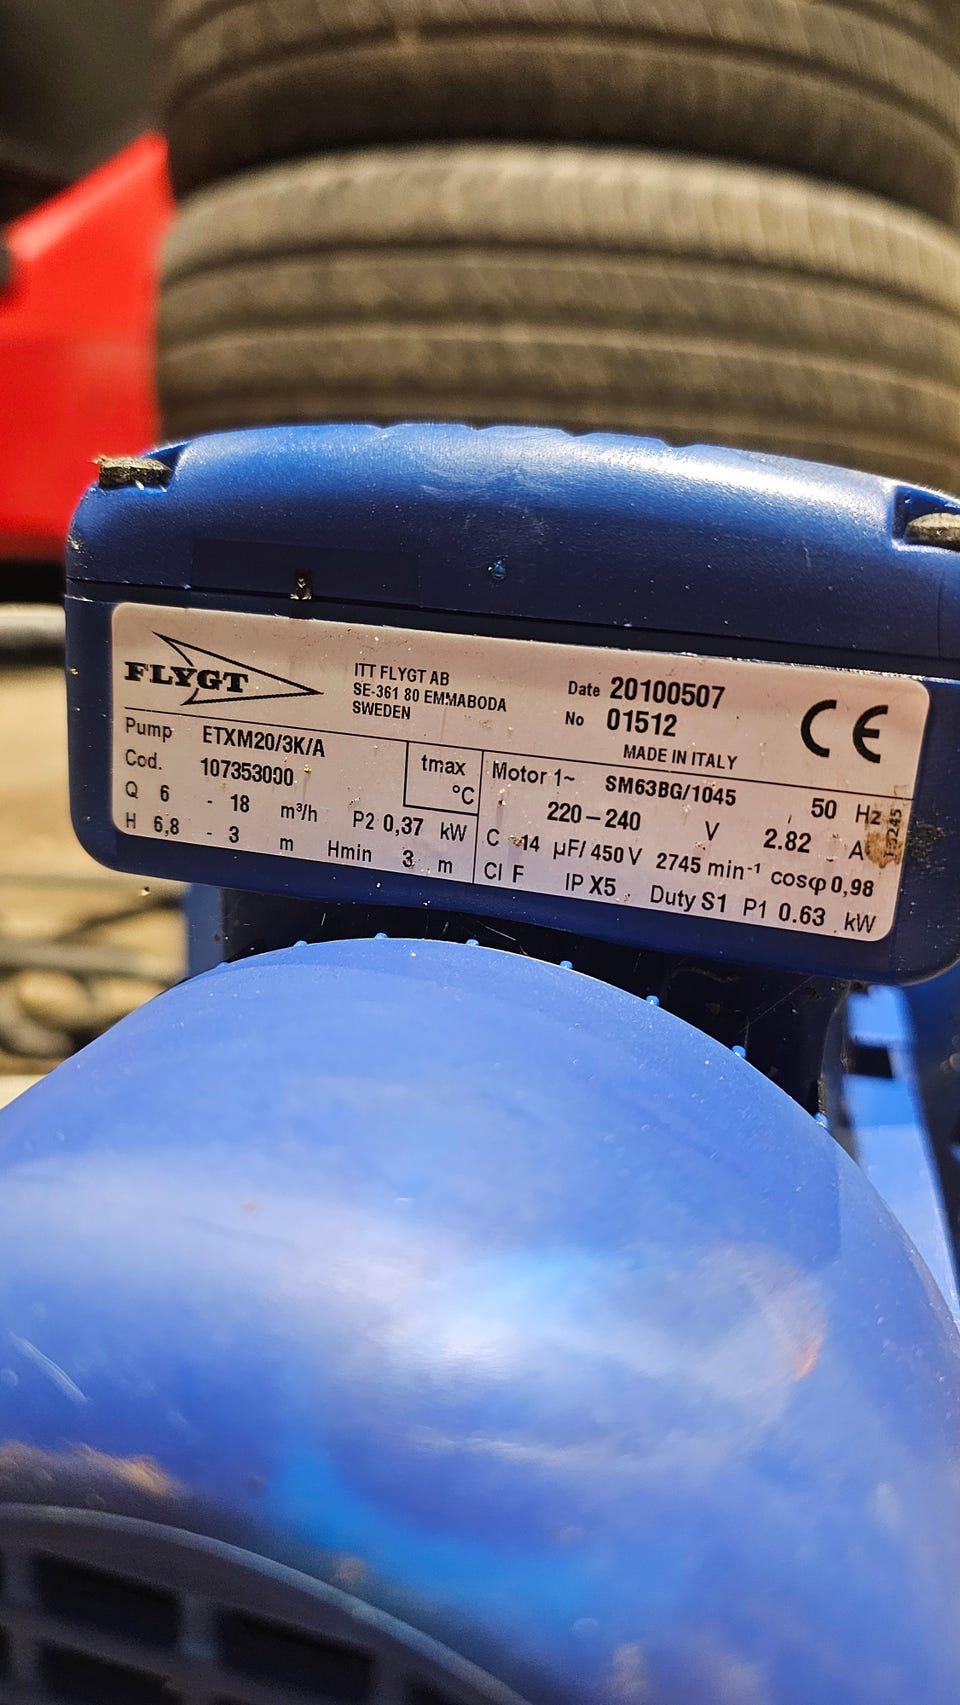 FLYGT
ITT FLYGT AB
SE-361 80 EMMABODA
SWEDEN
Date 20100507
No 01512
MADE IN ITALY
CE
Pump ETXM20/3K/A
Cod. 107353000
Q 6 - 18 m³/h P2 0,37 kW
H 6,8 - 3 m Hmin 3 m
tmax
°C
Motor 1~ SM63BG/1045 50 Hz
220-240 V 2.82 A
C 14 µF/ 450 V 2745 min⁻¹ cosφ 0,98
Cl F IP X5 Duty S1 P1 0.63 kW